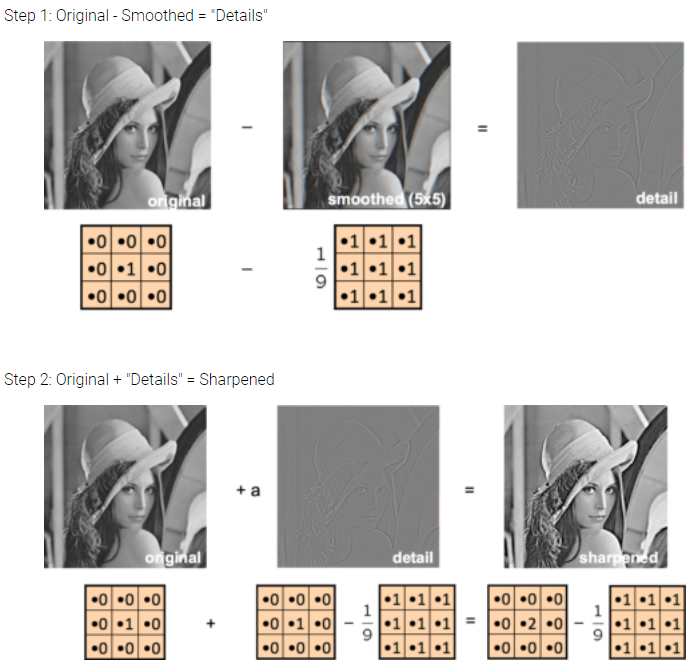 Step 1: Original - Smoothed = "Details"
original
−
smoothed (5x5)
=
detail
•0 •0 •0
•0 •1 •0
•0 •0 •0
−
1
9
•1 •1 •1
•1 •1 •1
•1 •1 •1
Step 2: Original + "Details" = Sharpened
original
+ a
detail
=
sharpened
•0 •0 •0
•0 •1 •0
•0 •0 •0
+
•0 •0 •0
•0 •1 •0
•0 •0 •0
−
1
9
•1 •1 •1
•1 •1 •1
•1 •1 •1
=
•0 •0 •0
•0 •2 •0
•0 •0 •0
−
1
9
•1 •1 •1
•1 •1 •1
•1 •1 •1